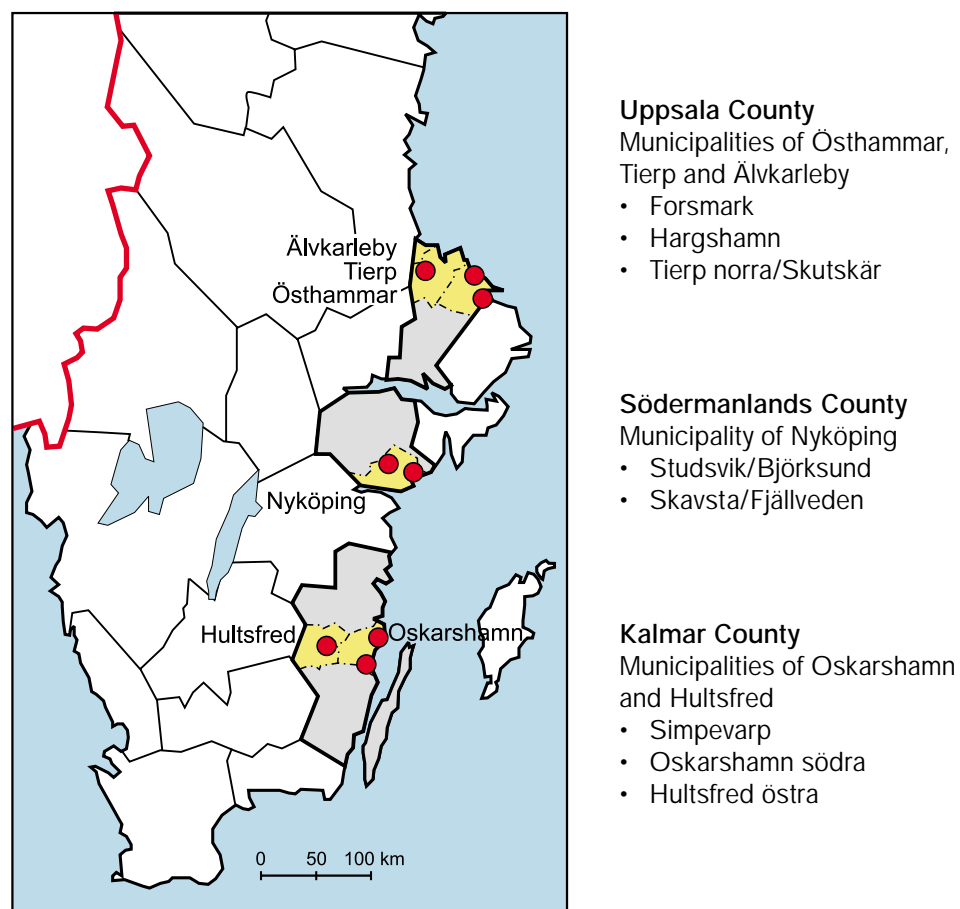 Älvkarleby
Tierp
Östhammar
Nyköping
Hultsfred
Oskarshamn
0 50 100 km
Uppsala County
Municipalities of Östhammar,
Tierp and Älvkarleby
• Forsmark
• Hargshamn
• Tierp norra/Skutskär
Södermanlands County
Municipality of Nyköping
• Studsvik/Björksund
• Skavsta/Fjällveden
Kalmar County
Municipalities of Oskarshamn
and Hultsfred
• Simpevarp
• Oskarshamn södra
• Hultsfred östra